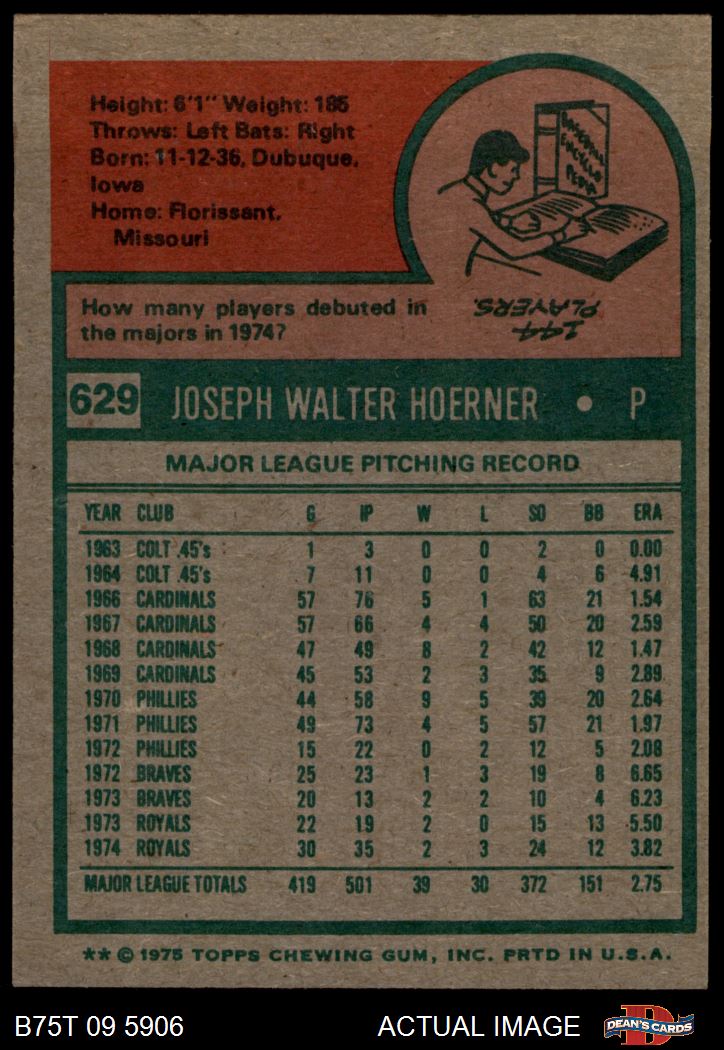 Height: 6'1" Weight: 185
Throws: Left Bats: Right
Born: 11-12-36, Dubuque,
Iowa
Home: Florissant,
Missouri
BASEBALL
ENCYCLO
PEDIA
How many players debuted in
the majors in 1974?
144
PLAYERS.
629 JOSEPH WALTER HOERNER • P
MAJOR LEAGUE PITCHING RECORD
YEAR CLUB G IP W L SO BB ERA
1963 COLT .45's 1 3 0 0 2 0 0.00
1964 COLT .45's 7 11 0 0 4 6 4.91
1966 CARDINALS 57 76 5 1 63 21 1.54
1967 CARDINALS 57 66 4 4 50 20 2.59
1968 CARDINALS 47 49 8 2 42 12 1.47
1969 CARDINALS 45 53 2 3 35 9 2.89
1970 PHILLIES 44 58 9 5 39 20 2.64
1971 PHILLIES 49 73 4 5 57 21 1.97
1972 PHILLIES 15 22 0 2 12 5 2.08
1972 BRAVES 25 23 1 3 19 8 6.65
1973 BRAVES 20 13 2 2 10 4 6.23
1973 ROYALS 22 19 2 0 15 13 5.50
1974 ROYALS 30 35 2 3 24 12 3.82
MAJOR LEAGUE TOTALS 419 501 39 30 372 151 2.75
** © 1975 TOPPS CHEWING GUM, INC. PRTD IN U.S.A.
B75T 09 5906 ACTUAL IMAGE D DEAN'S CARDS